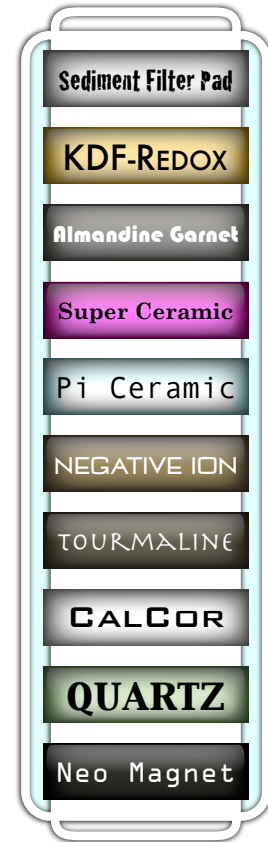 Sediment Filter Pad
KDF-REDOX
Almandine Garnet
Super Ceramic
Pi Ceramic
NEGATIVE ION
TOURMALINE
CALCOR
QUARTZ
Neo Magnet